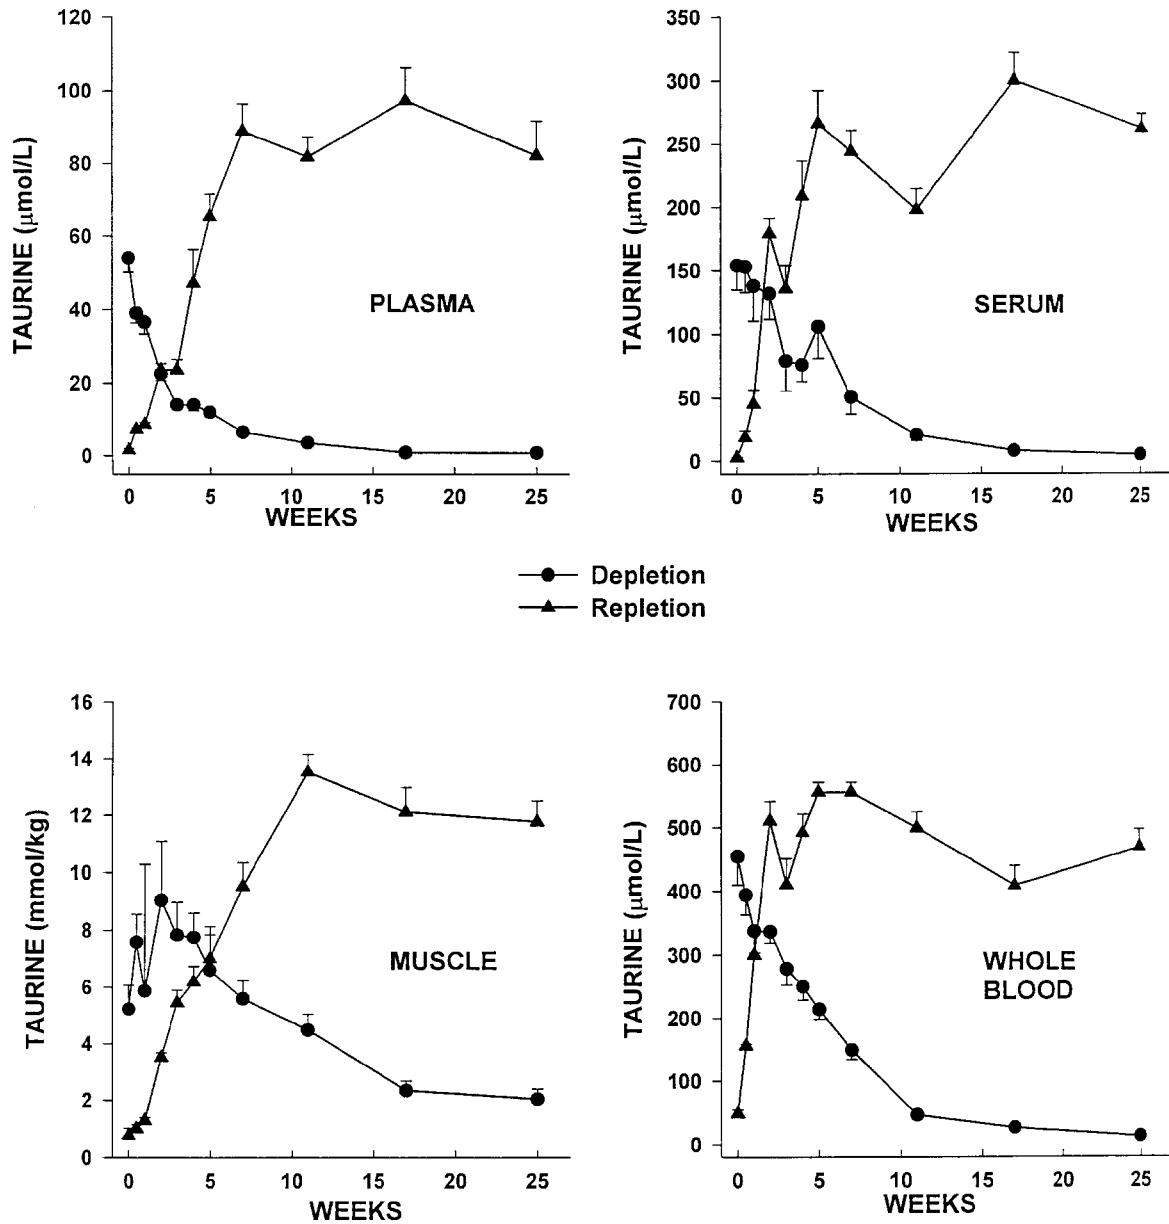 120
100
80
60
40
20
0
TAURINE (µmol/L)
PLASMA
0 5 10 15 20 25
WEEKS
350
300
250
200
150
100
50
0
TAURINE (µmol/L)
SERUM
0 5 10 15 20 25
WEEKS
Depletion
Repletion
16
14
12
10
8
6
4
2
0
TAURINE (mmol/kg)
MUSCLE
0 5 10 15 20 25
WEEKS
700
600
500
400
300
200
100
0
TAURINE (µmol/L)
WHOLE
BLOOD
0 5 10 15 20 25
WEEKS